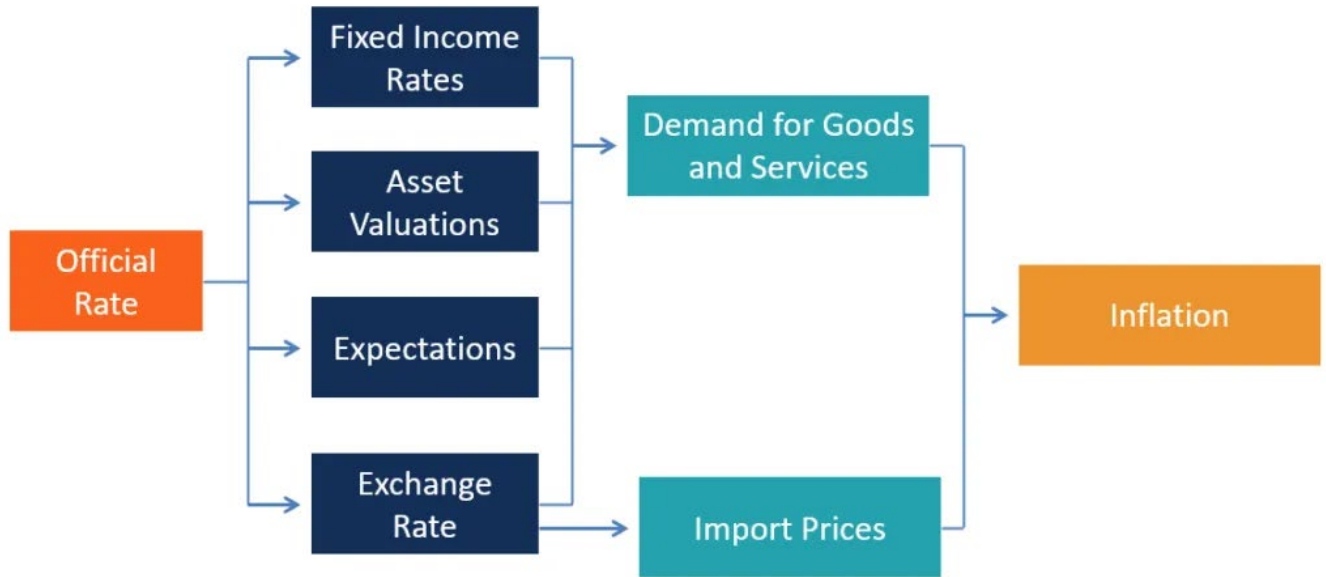 Fixed Income
Rates
Demand for Goods
and Services
Asset
Valuations
Official
Rate
Inflation
Expectations
Exchange
Rate
Import Prices